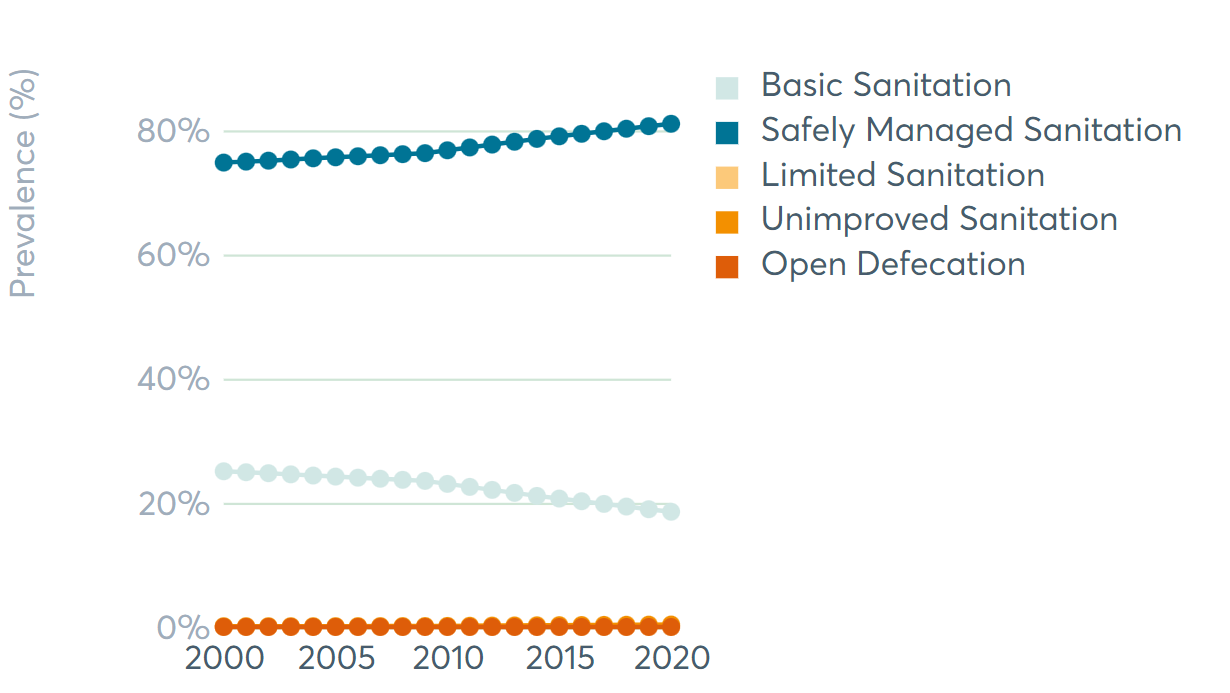 Prevalence (%)
80%
60%
40%
20%
0%
2000 2005 2010 2015 2020
Basic Sanitation
Safely Managed Sanitation
Limited Sanitation
Unimproved Sanitation
Open Defecation